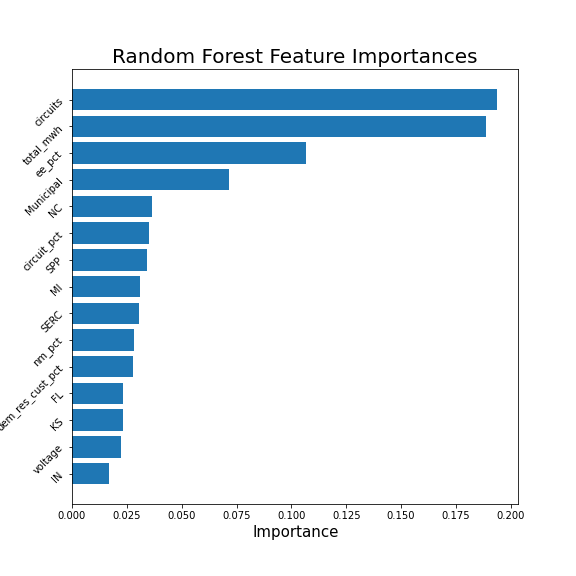 Random Forest Feature Importances
circuits
total_mwh
ee_pct
Municipal
NC
circuit_pct
SPP
MI
SERC
nm_pct
dem_res_cust_pct
FL
KS
voltage
IN
0.000 0.025 0.050 0.075 0.100 0.125 0.150 0.175 0.200
Importance